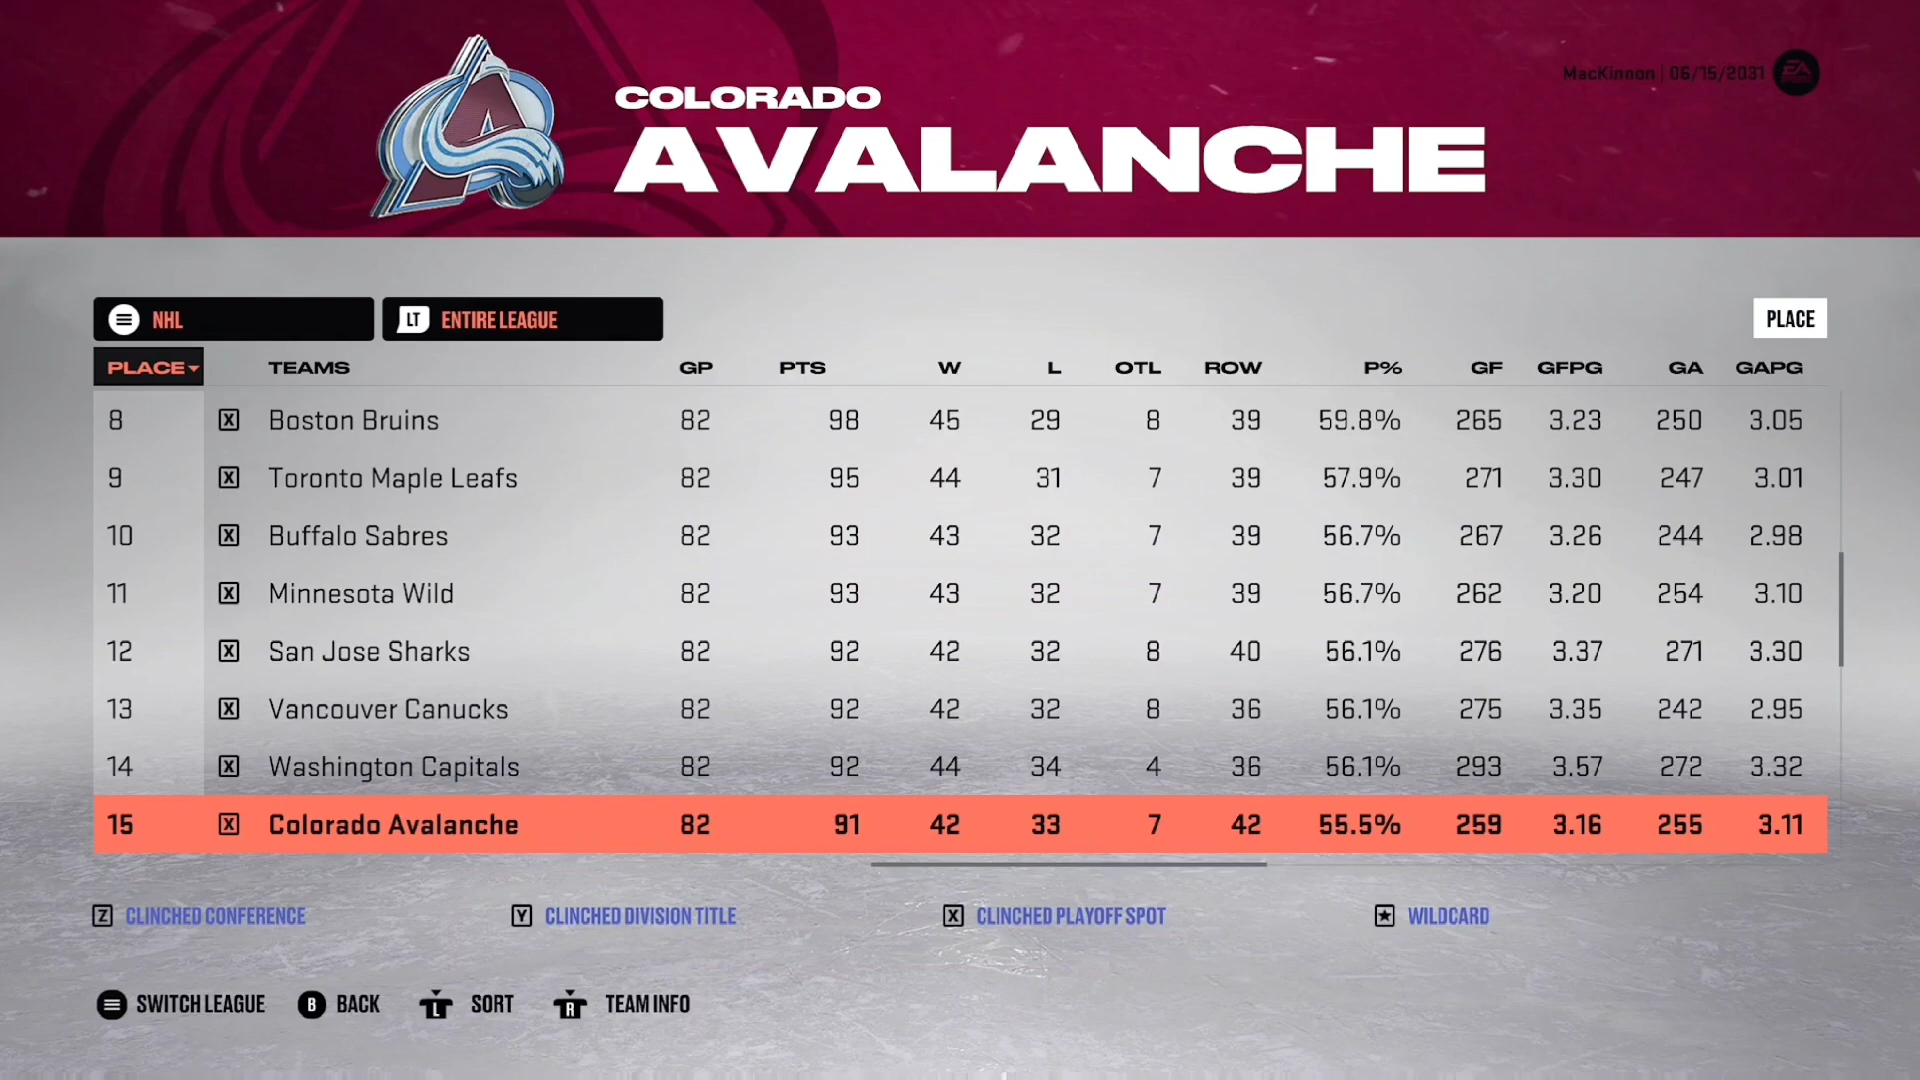 COLORADO
AVALANCHE
MacKinnon | 06/15/2031
EA
NHL
LT ENTIRE LEAGUE
PLACE
PLACE TEAMS GP PTS W L OTL ROW P% GF GFPG GA GAPG
8 X Boston Bruins 82 98 45 29 8 39 59.8% 265 3.23 250 3.05
9 X Toronto Maple Leafs 82 95 44 31 7 39 57.9% 271 3.30 247 3.01
10 X Buffalo Sabres 82 93 43 32 7 39 56.7% 267 3.26 244 2.98
11 X Minnesota Wild 82 93 43 32 7 39 56.7% 262 3.20 254 3.10
12 X San Jose Sharks 82 92 42 32 8 40 56.1% 276 3.37 271 3.30
13 X Vancouver Canucks 82 92 42 32 8 36 56.1% 275 3.35 242 2.95
14 X Washington Capitals 82 92 44 34 4 36 56.1% 293 3.57 272 3.32
15 X Colorado Avalanche 82 91 42 33 7 42 55.5% 259 3.16 255 3.11
Z CLINCHED CONFERENCE Y CLINCHED DIVISION TITLE X CLINCHED PLAYOFF SPOT ★ WILDCARD
SWITCH LEAGUE B BACK L SORT R TEAM INFO